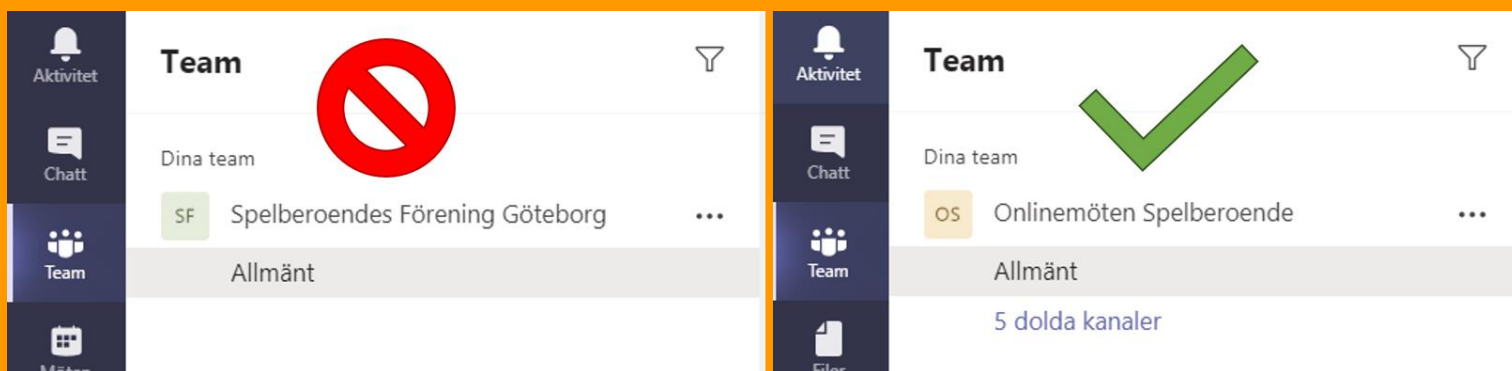 Aktivitet
Team
Dina team
Chatt
SF Spelberoendes Förening Göteborg
Team
Allmänt
Aktivitet
Team
Dina team
Chatt
OS Onlinemöten Spelberoende
Team
Allmänt
5 dolda kanaler